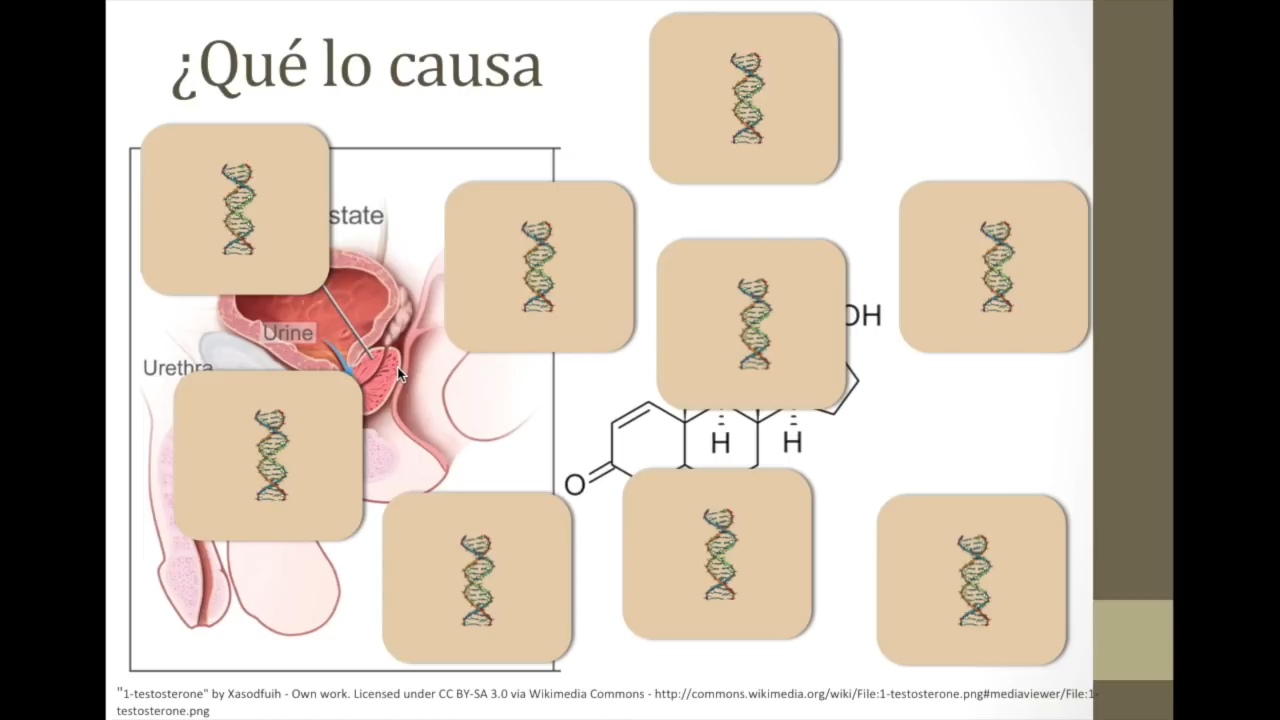 ¿Qué lo causa
state
Urine
Urethra
OH
H
H
O
"1-testosterone" by Xasodfuih - Own work. Licensed under CC BY-SA 3.0 via Wikimedia Commons - http://commons.wikimedia.org/wiki/File:1-testosterone.png#mediaviewer/File:1-
testosterone.png